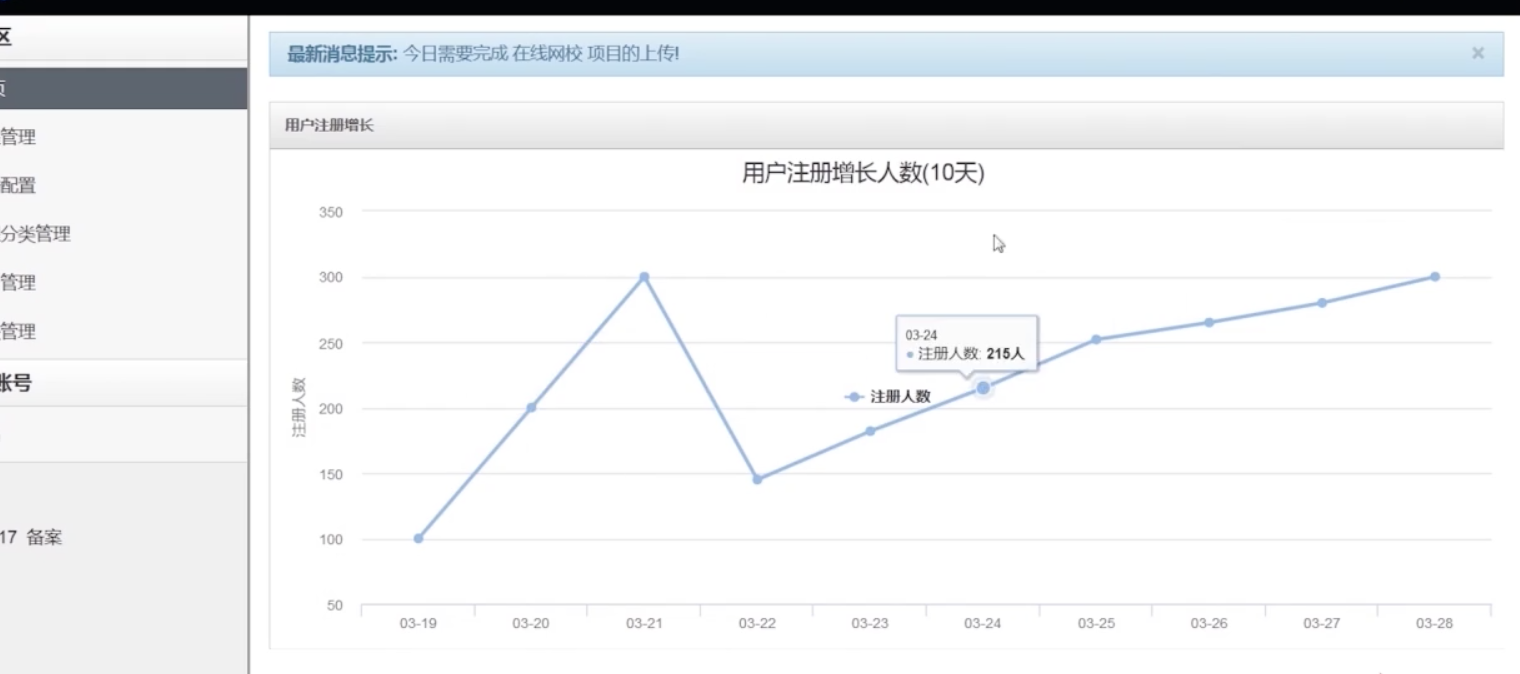 区
页
管理
配置
分类管理
管理
管理
账号
17 备案
最新消息提示: 今日需要完成 在线网校 项目的上传!
×
用户注册增长
用户注册增长人数(10天)
350
300
250
200
150
100
50
注册人数
03-24
注册人数: 215人
注册人数
03-19 03-20 03-21 03-22 03-23 03-24 03-25 03-26 03-27 03-28